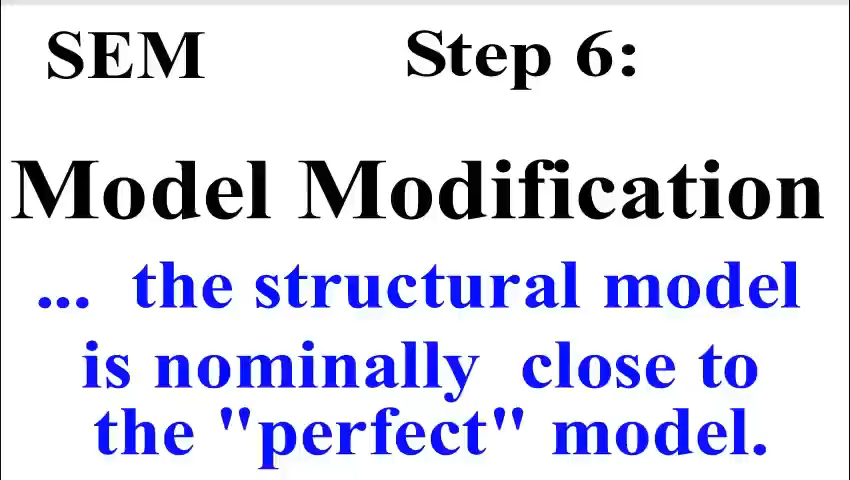 SEM Step 6:
Model Modification
... the structural model
is nominally close to
the "perfect" model.